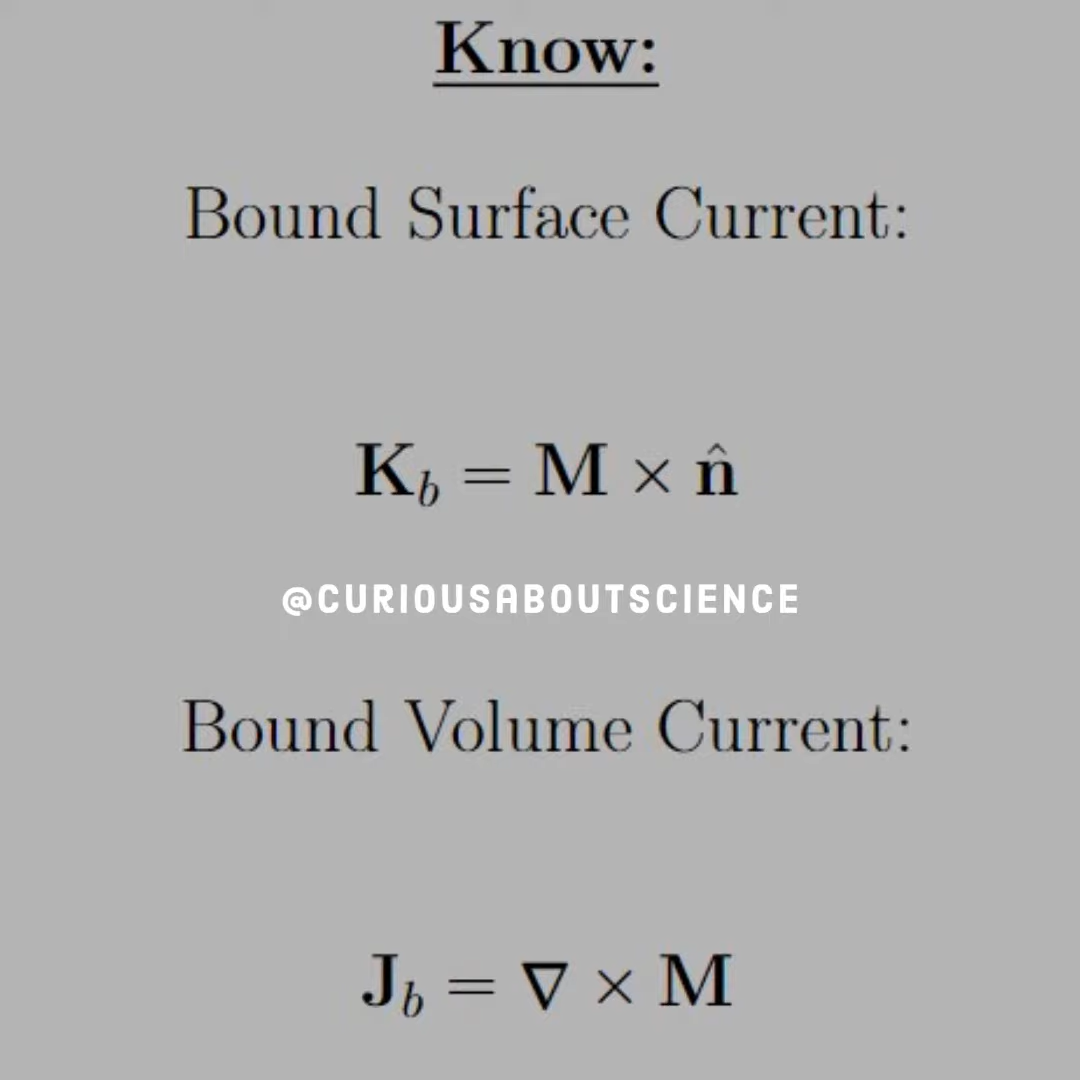 Know:
Bound Surface Current:
K_b = M × n̂
@CURIOUSABOUTSCIENCE
Bound Volume Current:
J_b = ∇ × M